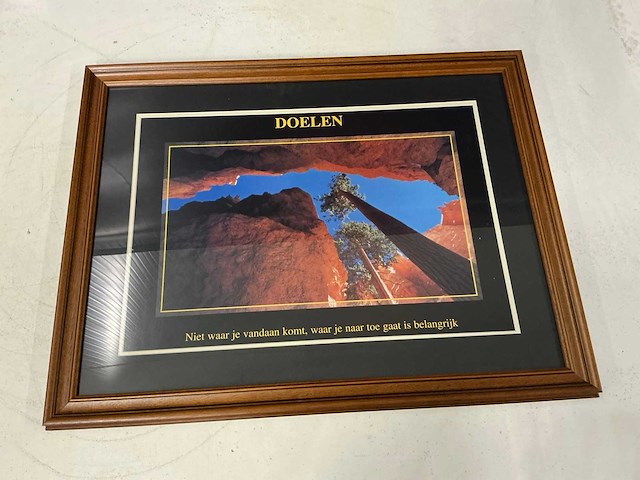 DOELEN
Niet waar je vandaan komt, waar je naar toe gaat is belangrijk